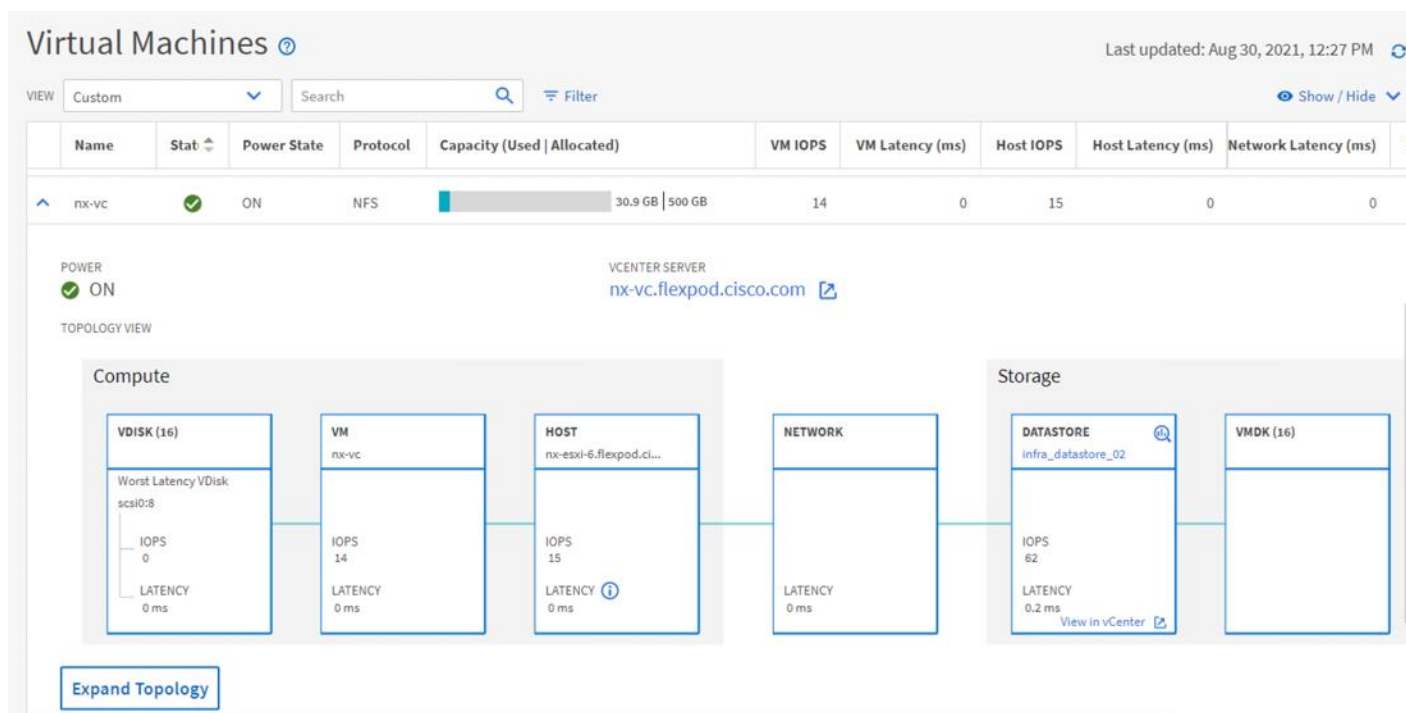 Virtual Machines
Last updated: Aug 30, 2021, 12:27 PM
VIEW Custom Search Filter Show / Hide
Name Stat Power State Protocol Capacity (Used | Allocated) VM IOPS VM Latency (ms) Host IOPS Host Latency (ms) Network Latency (ms)
nx-vc ON NFS 30.9 GB | 500 GB 14 0 15 0 0
POWER VCENTER SERVER
ON nx-vc.flexpod.cisco.com
TOPOLOGY VIEW
Compute
VDISK (16)
Worst Latency VDisk
scsi0:8
IOPS
0
LATENCY
0 ms
VM
nx-vc
IOPS
14
LATENCY
0 ms
HOST
nx-esxi-6.flexpod.ci...
IOPS
15
LATENCY
0 ms
NETWORK
LATENCY
0 ms
Storage
DATASTORE
infra_datastore_02
IOPS
62
LATENCY
0.2 ms
View in vCenter
VMDK (16)
Expand Topology